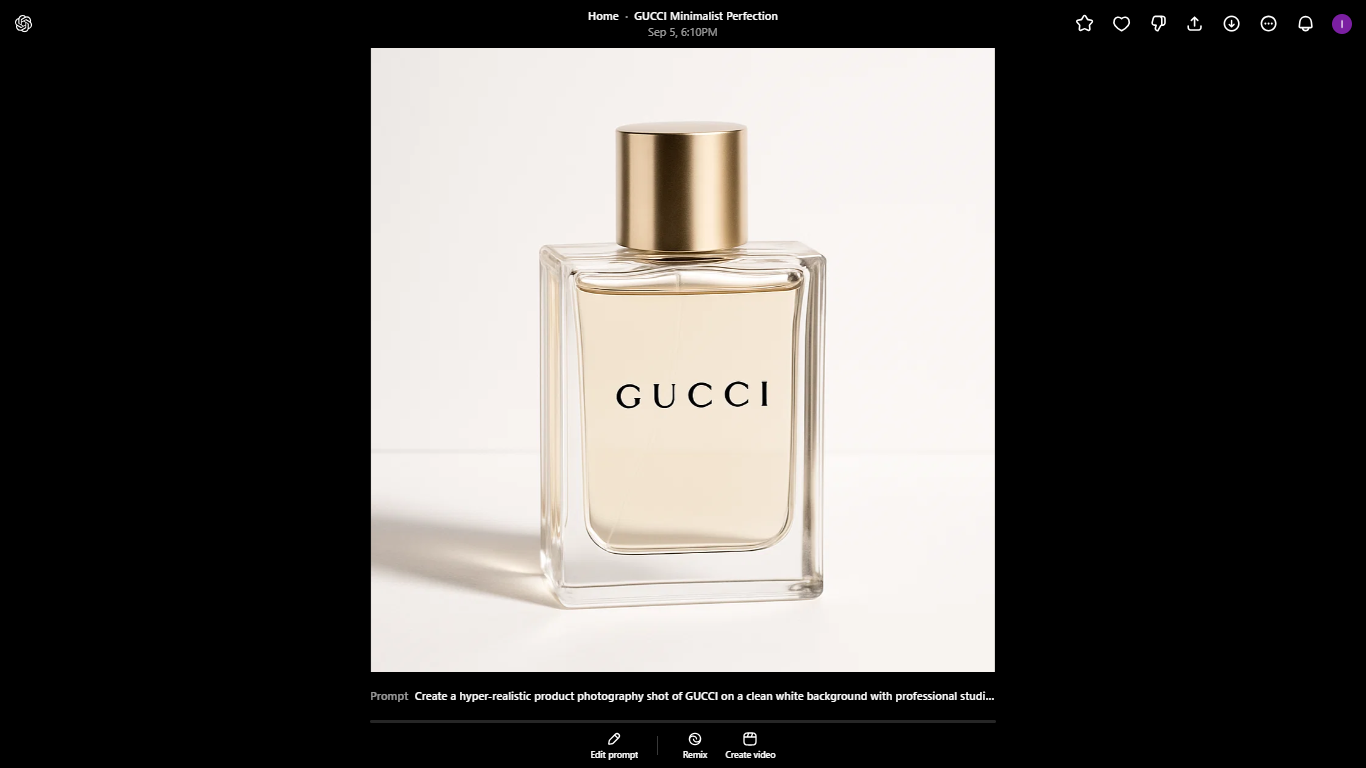 Home · GUCCI Minimalist Perfection
Sep 5, 6:10PM
I
GUCCI
Prompt Create a hyper-realistic product photography shot of GUCCI on a clean white background with professional studi...
Edit prompt
Remix
Create video